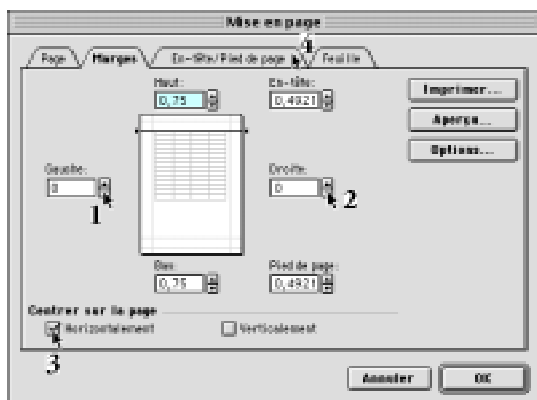 Mise en page
4
Page Marges En-tête/Pied de page Feuille
Haut: En-tête:
0,75 0,4921
Imprimer...
Aperçu...
Options...
Gauche: Droite:
0 0
1 2
Bas: Pied de page:
0,75 0,4921
Centrer sur la page
Horizontalement Verticalement
3
Annuler OK